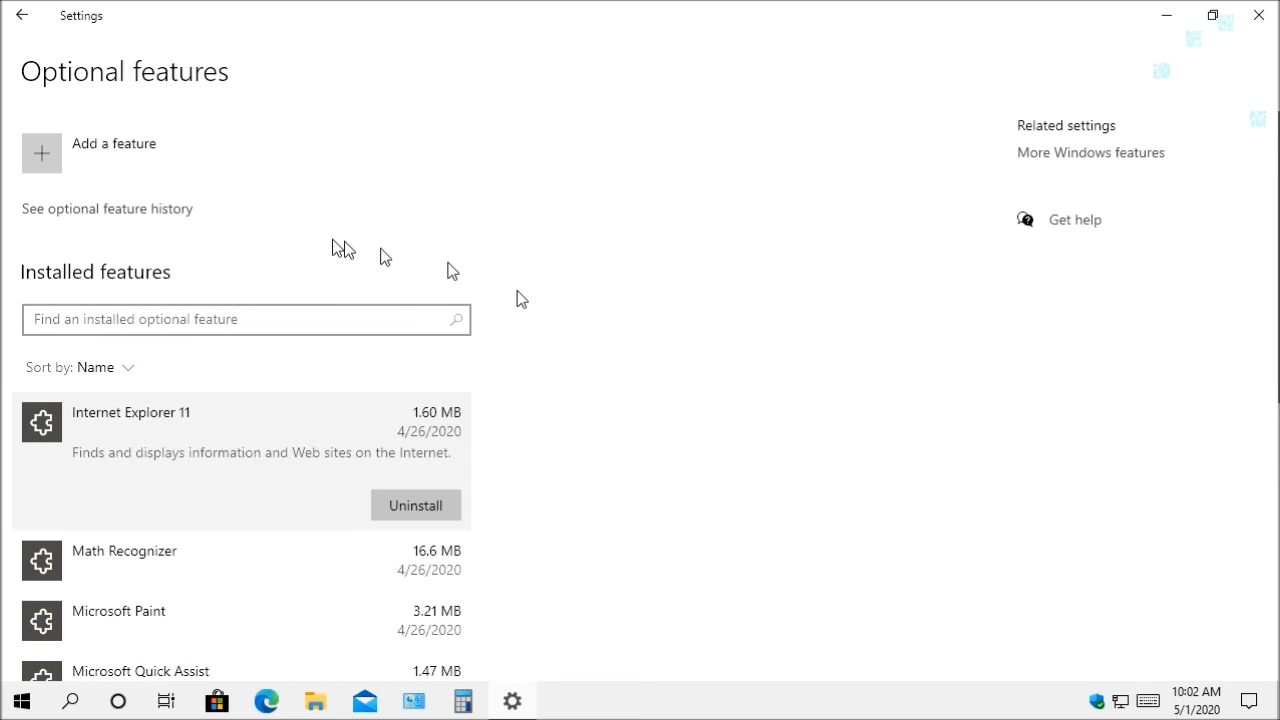 Settings
Optional features
Add a feature
See optional feature history
Installed features
Find an installed optional feature
Sort by: Name
Internet Explorer 11 1.60 MB
4/26/2020
Finds and displays information and Web sites on the Internet.
Uninstall
Math Recognizer 16.6 MB
4/26/2020
Microsoft Paint 3.21 MB
4/26/2020
Microsoft Quick Assist 1.47 MB
Related settings
More Windows features
Get help
10:02 AM
5/1/2020